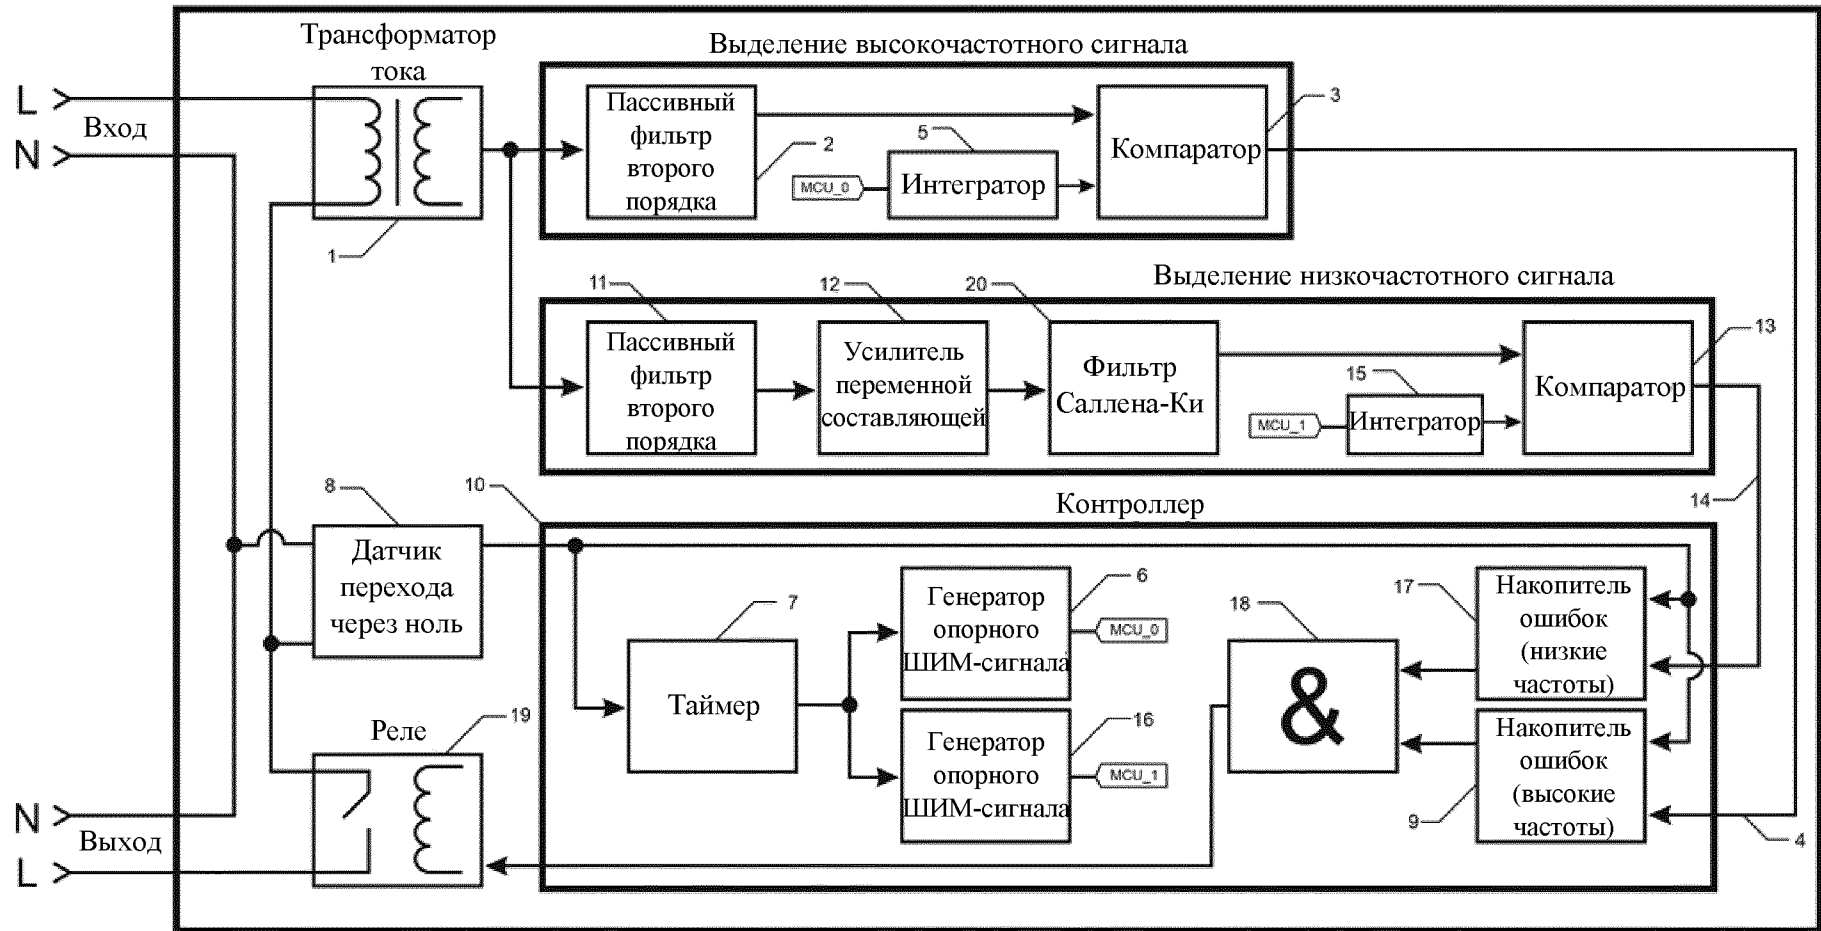 Трансформатор
тока
L
Вход
N
1
Выделение высокочастотного сигнала
Пассивный
фильтр
второго
порядка
2
MCU_0
5
Интегратор
Компаратор
3
Выделение низкочастотного сигнала
11
Пассивный
фильтр
второго
порядка
12
Усилитель
переменной
составляющей
20
Фильтр
Саллена-Ки
MCU_1
15
Интегратор
Компаратор
13
14
8
Датчик
перехода
через ноль
10
Контроллер
7
Таймер
Генератор
опорного
ШИМ-сигнала
6
MCU_0
Генератор
опорного
ШИМ-сигнала
16
MCU_1
18
&
17
Накопитель
ошибок
(низкие
частоты)
Накопитель
ошибок
(высокие
частоты)
9
4
Реле
19
N
Выход
L